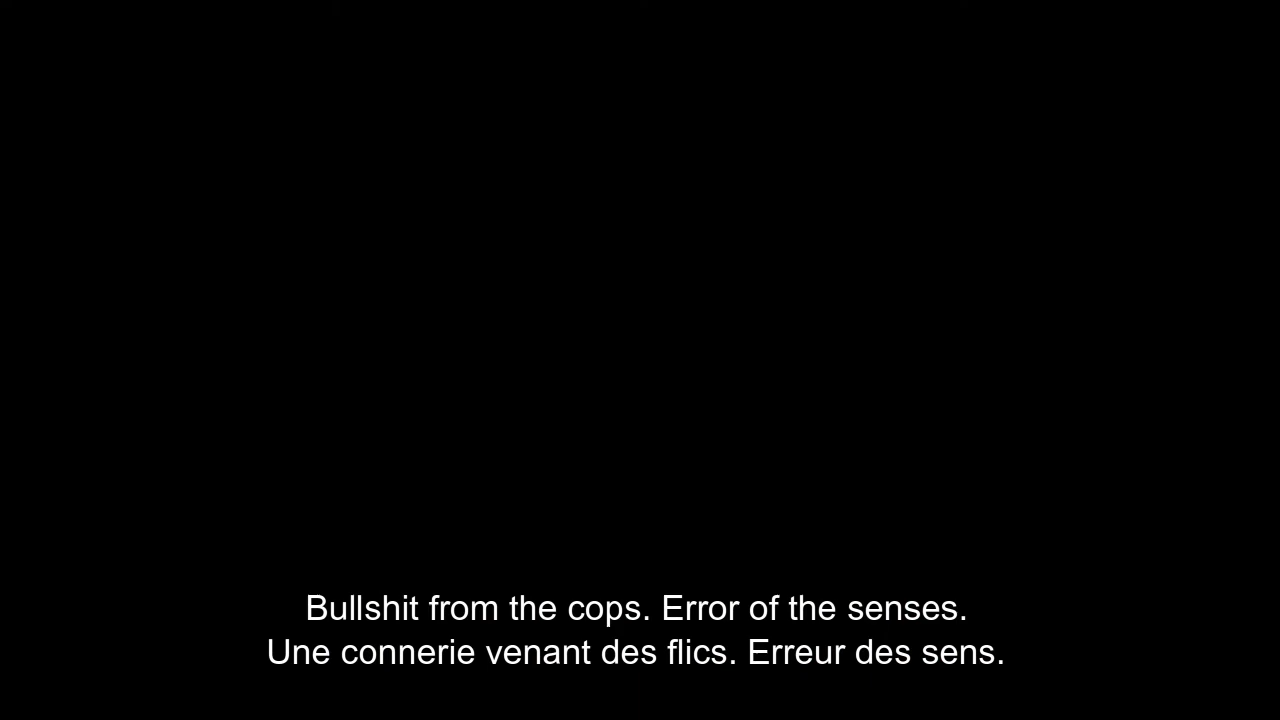 Bullshit from the cops. Error of the senses.
Une connerie venant des flics. Erreur des sens.